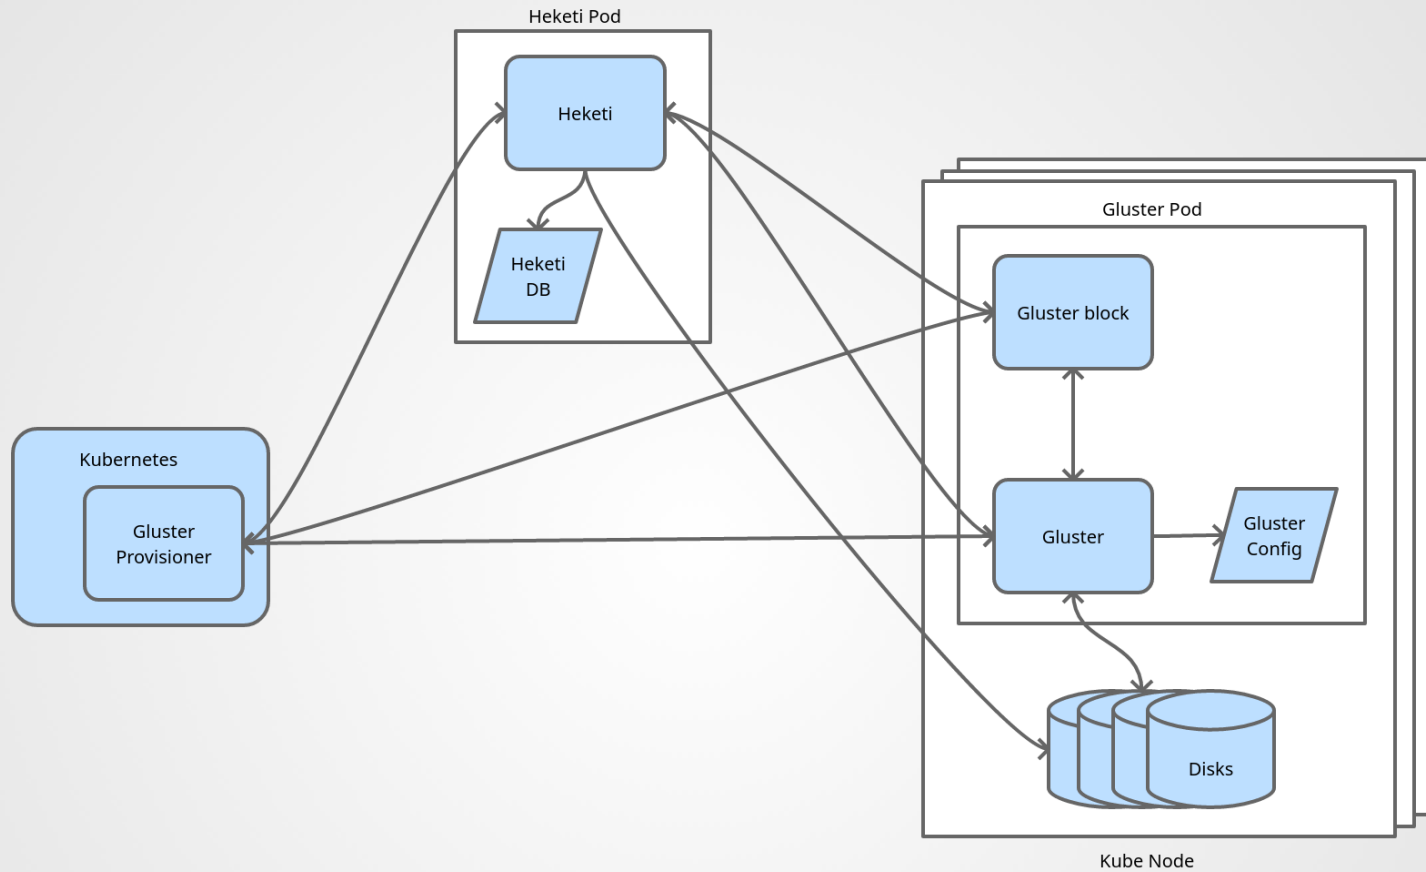 Heketi Pod
Heketi
Heketi
DB
Gluster Pod
Gluster block
Kubernetes
Gluster
Provisioner
Gluster
Gluster
Config
Disks
Kube Node